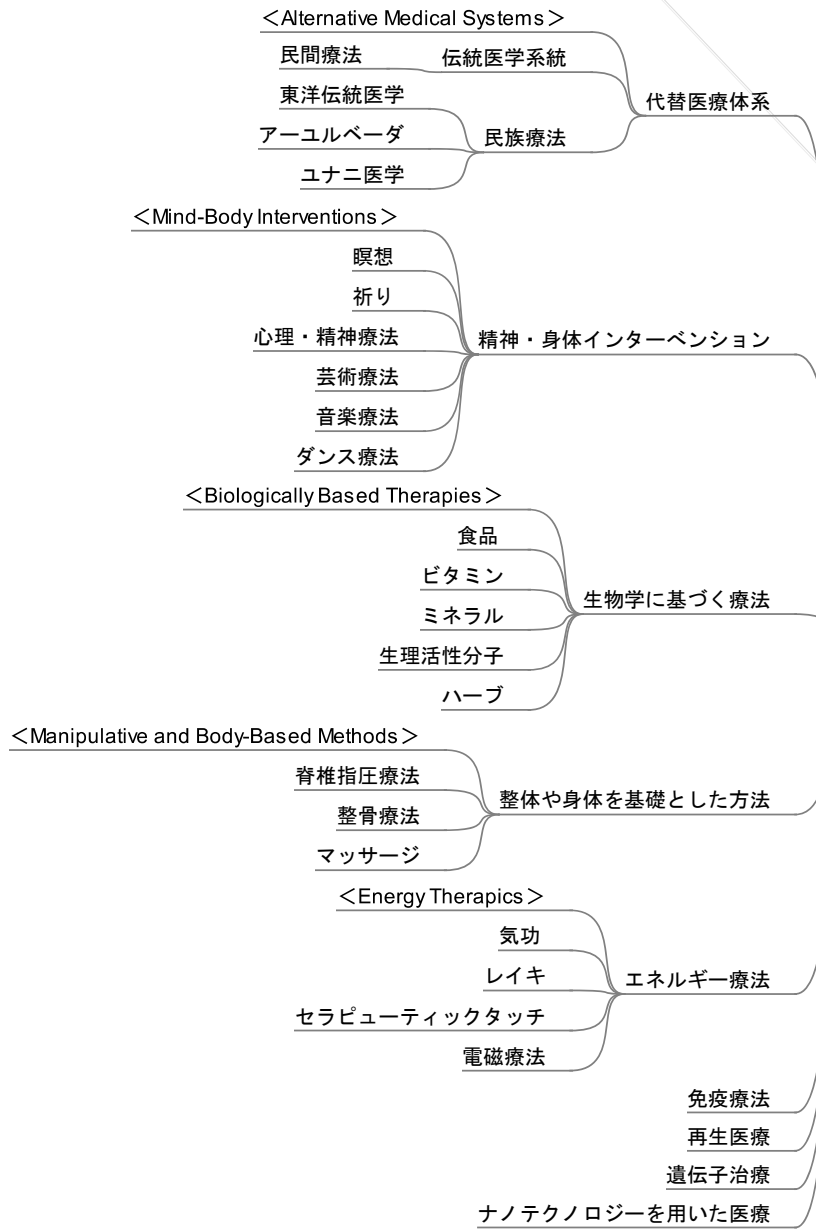 ＜Alternative Medical Systems＞
民間療法
伝統医学系統
東洋伝統医学
代替医療体系
アーユルベーダ
民族療法
ユナニ医学
＜Mind-Body Interventions＞
瞑想
祈り
心理・精神療法
精神・身体インターベンション
芸術療法
音楽療法
ダンス療法
＜Biologically Based Therapies＞
食品
ビタミン
生物学に基づく療法
ミネラル
生理活性分子
ハーブ
＜Manipulative and Body-Based Methods＞
脊椎指圧療法
整体や身体を基礎とした方法
整骨療法
マッサージ
＜Energy Therapics＞
気功
レイキ
エネルギー療法
セラピューティックタッチ
電磁療法
免疫療法
再生医療
遺伝子治療
ナノテクノロジーを用いた医療